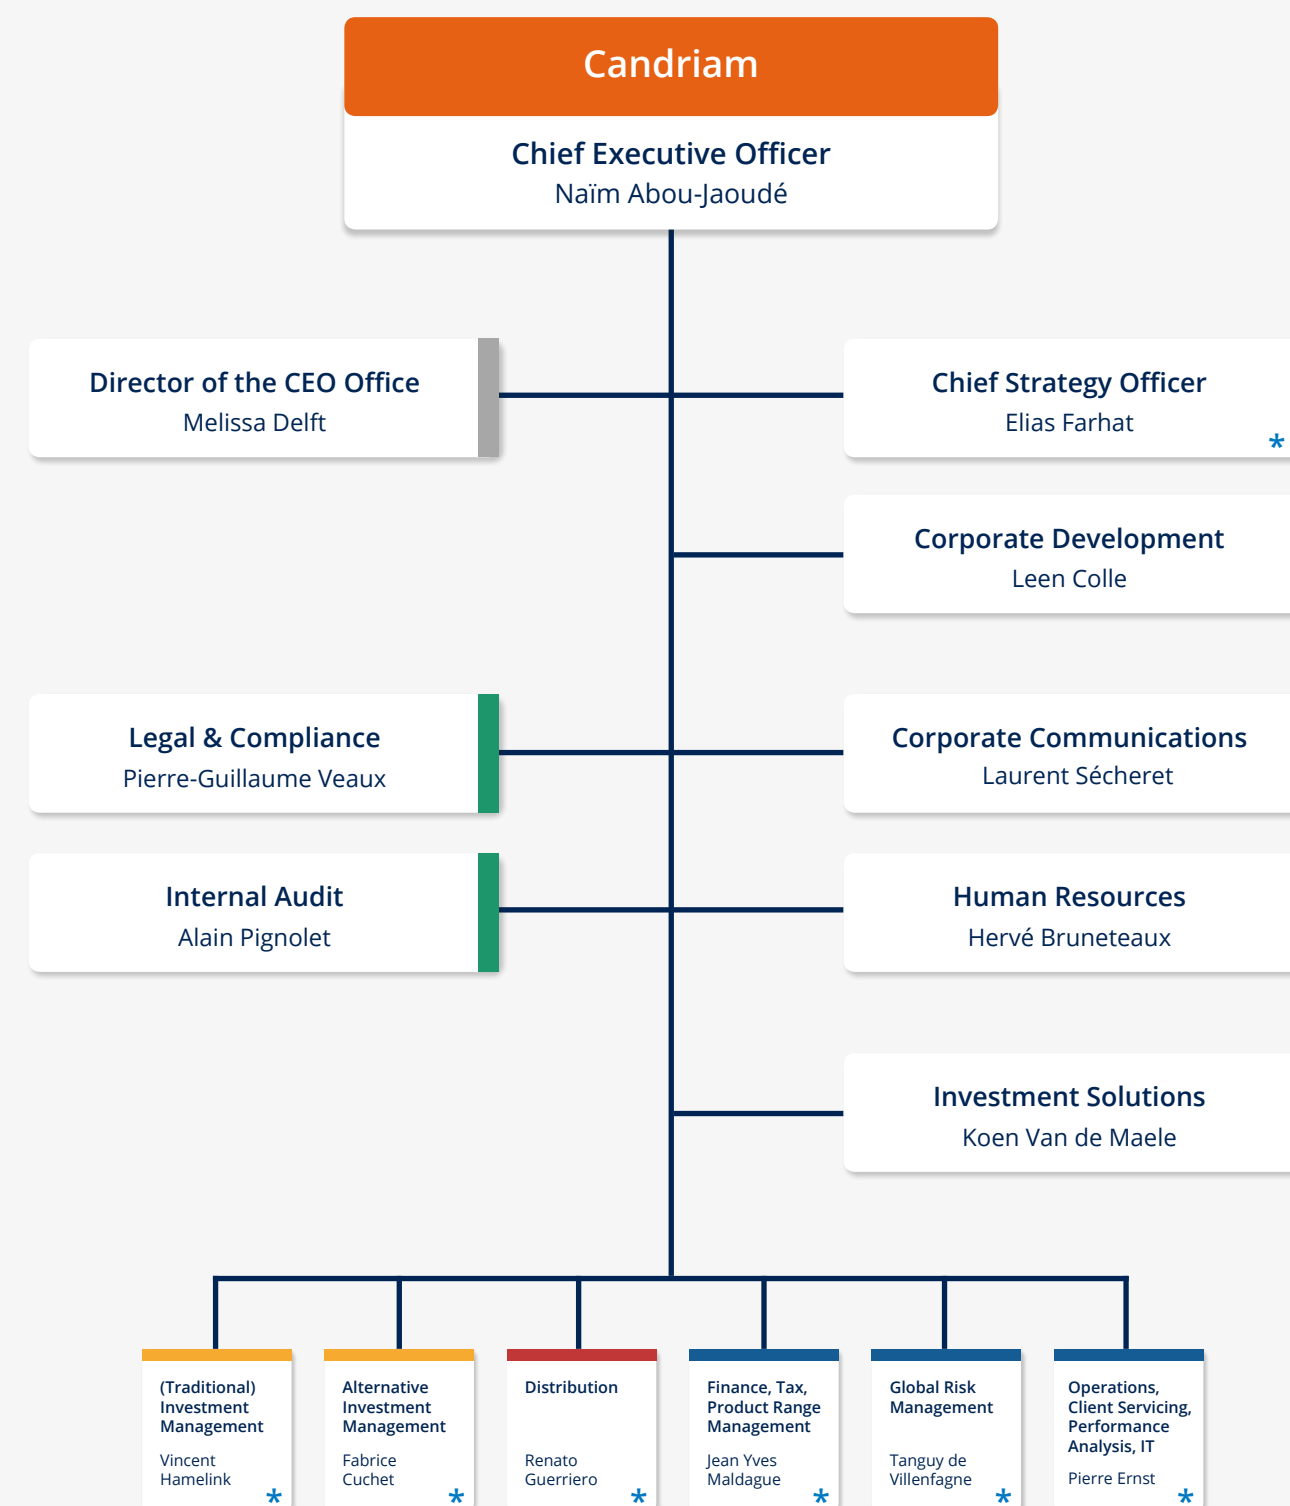 Candriam
Chief Executive Officer
Naïm Abou-Jaoudé
Director of the CEO Office
Melissa Delft
Chief Strategy Officer
Elias Farhat
*
Corporate Development
Leen Colle
Legal & Compliance
Pierre-Guillaume Veaux
Corporate Communications
Laurent Sécheret
Internal Audit
Alain Pignolet
Human Resources
Hervé Bruneteaux
Investment Solutions
Koen Van de Maele
(Traditional)
Investment
Management
Vincent
Hamelink
*
Alternative
Investment
Management
Fabrice
Cuchet
*
Distribution
Renato
Guerriero
*
Finance, Tax,
Product Range
Management
Jean Yves
Maldague
*
Global Risk
Management
Tanguy de
Villenfagne
*
Operations,
Client Servicing,
Performance
Analysis, IT
Pierre Ernst
*